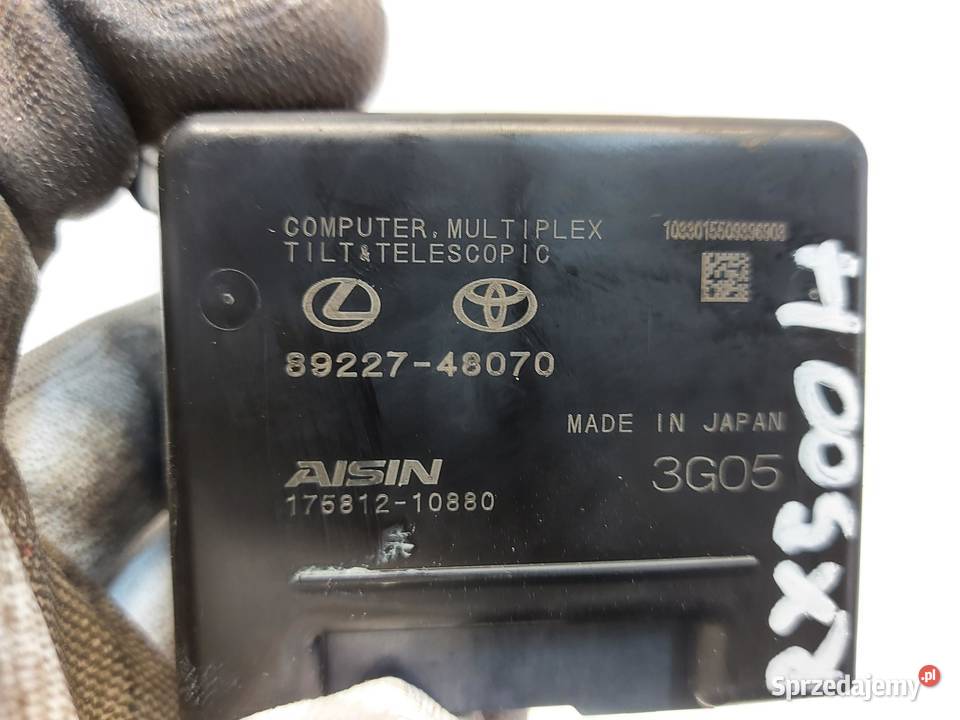 COMPUTER, MULTIPLEX
TILT&TELESCOPIC
1033015509396903
89227-48070
MADE IN JAPAN
AISIN
3G05
175812-10880
RX500H
Sprzedajemy.pl